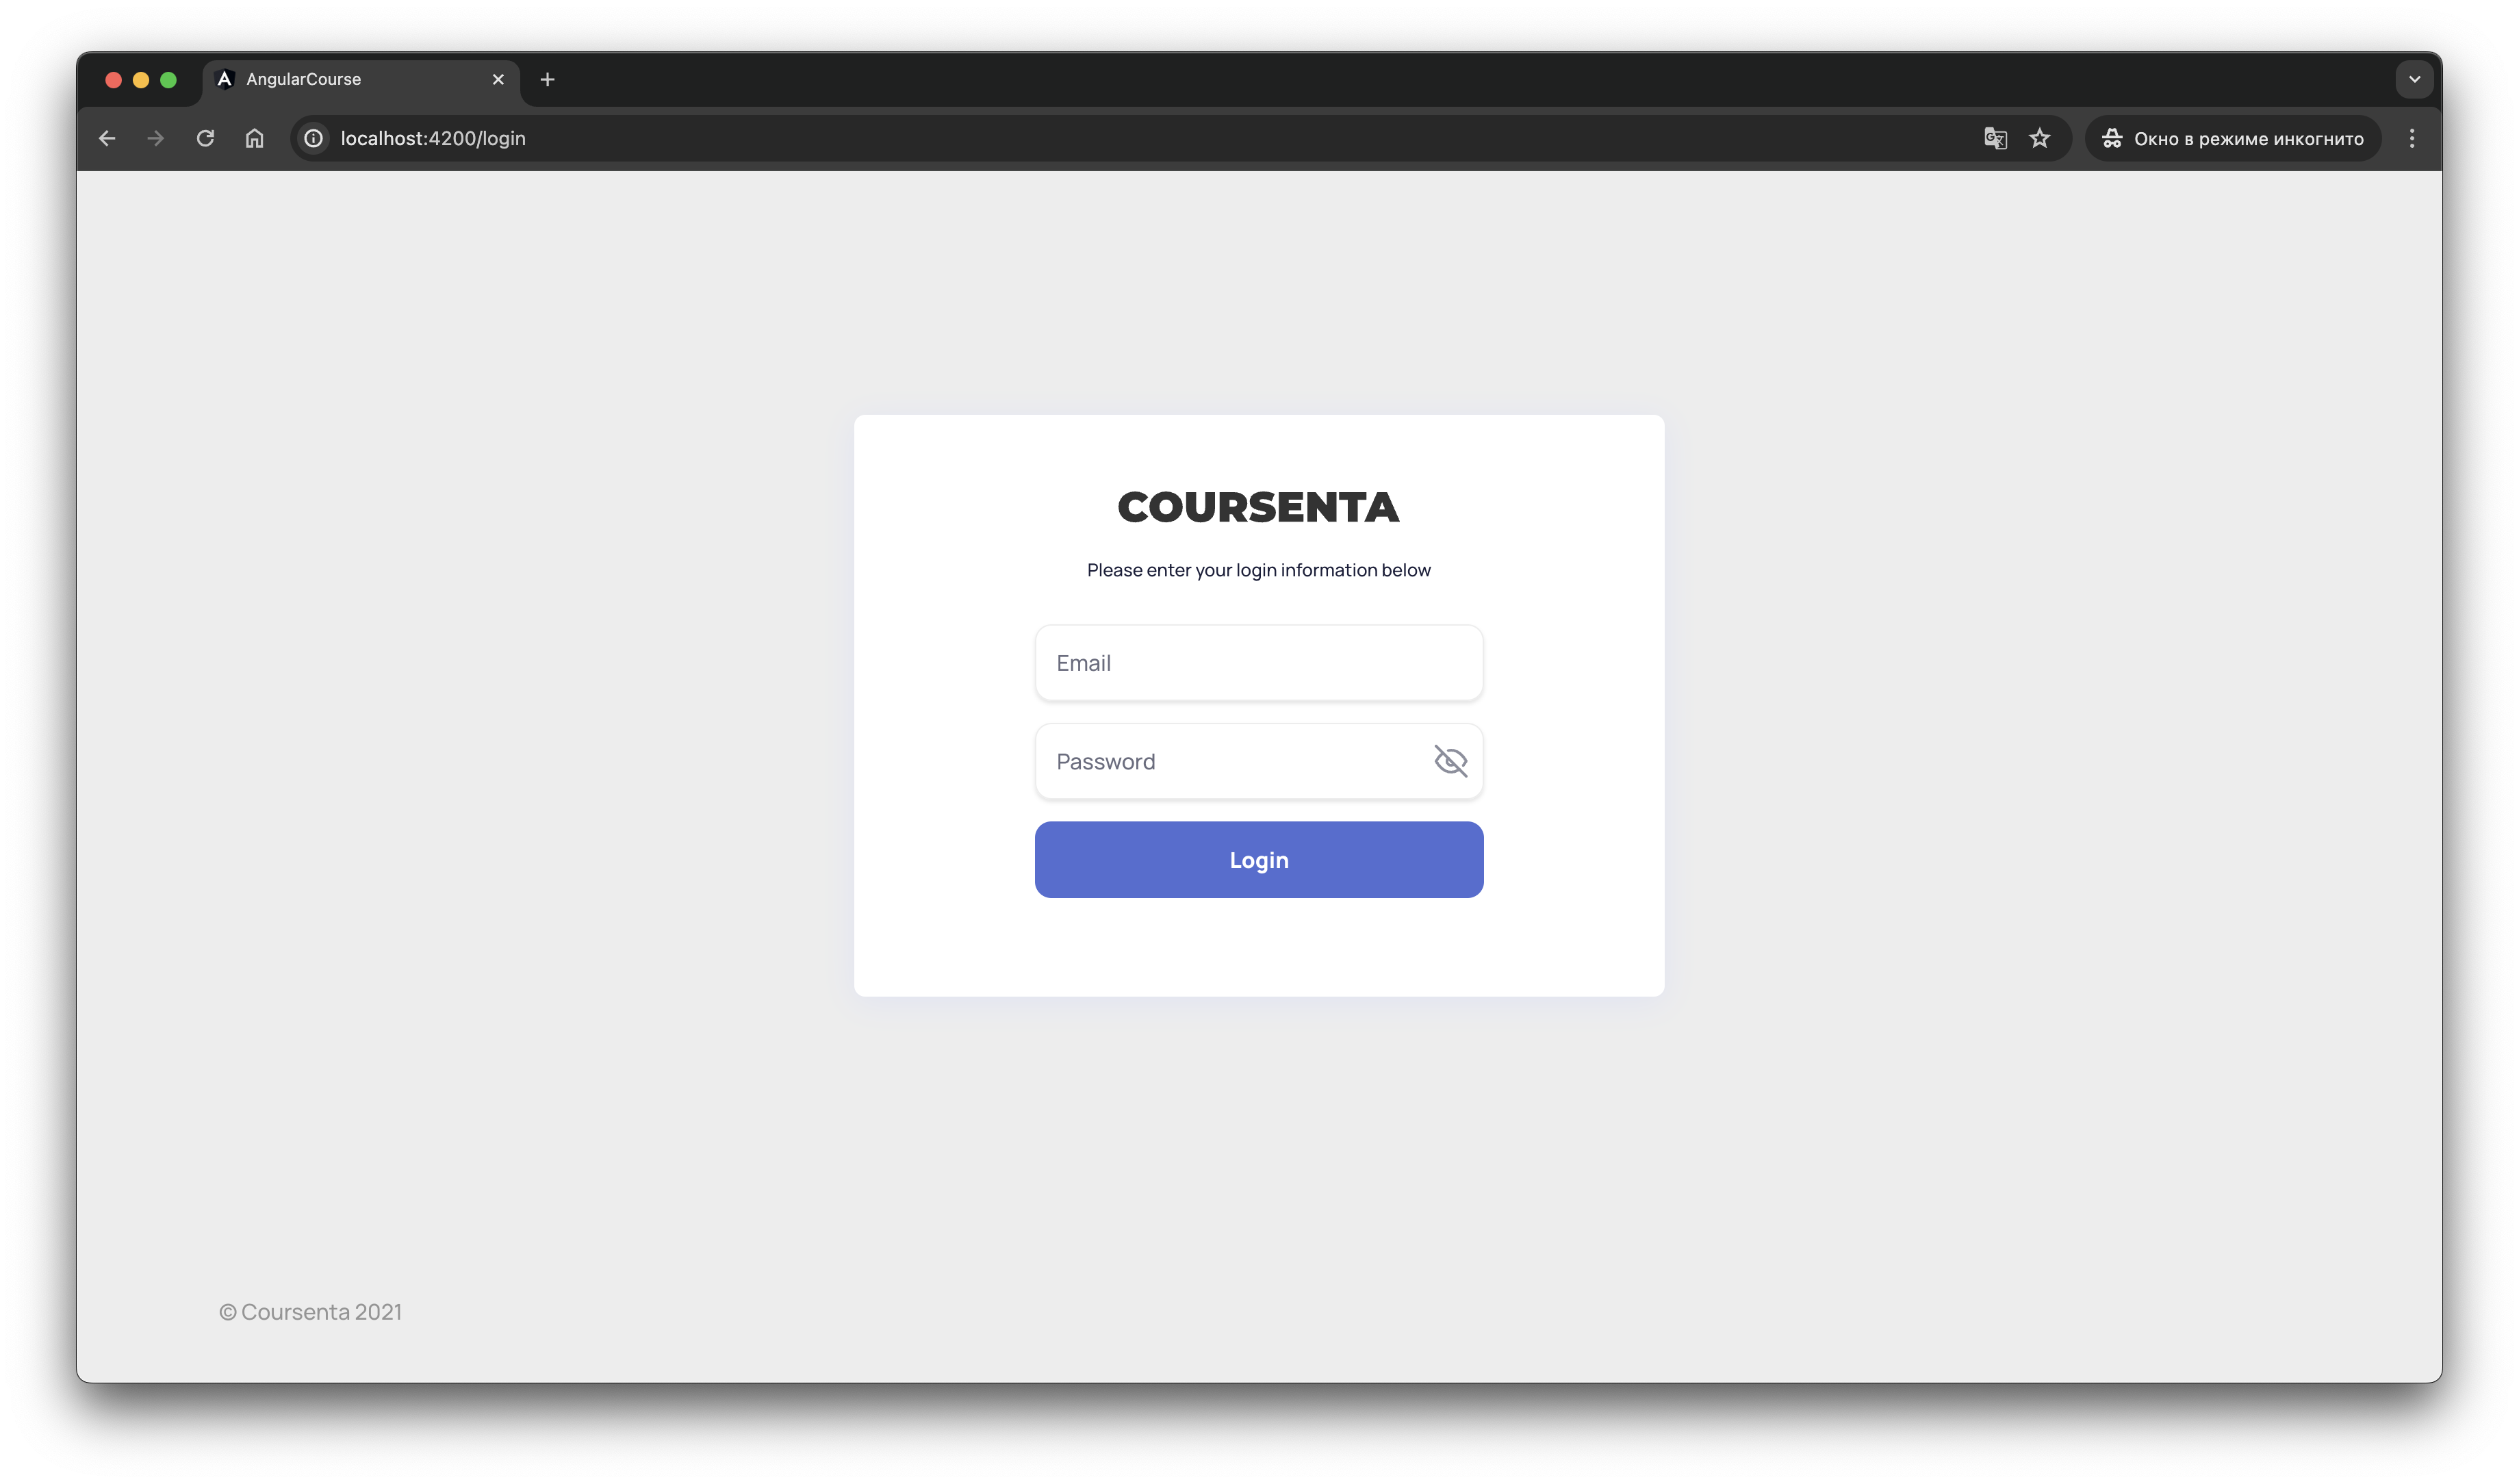 AngularCourse
localhost:4200/login
Окно в режиме инкогнито
COURSENTA
Please enter your login information below
Email
Password
Login
© Coursenta 2021